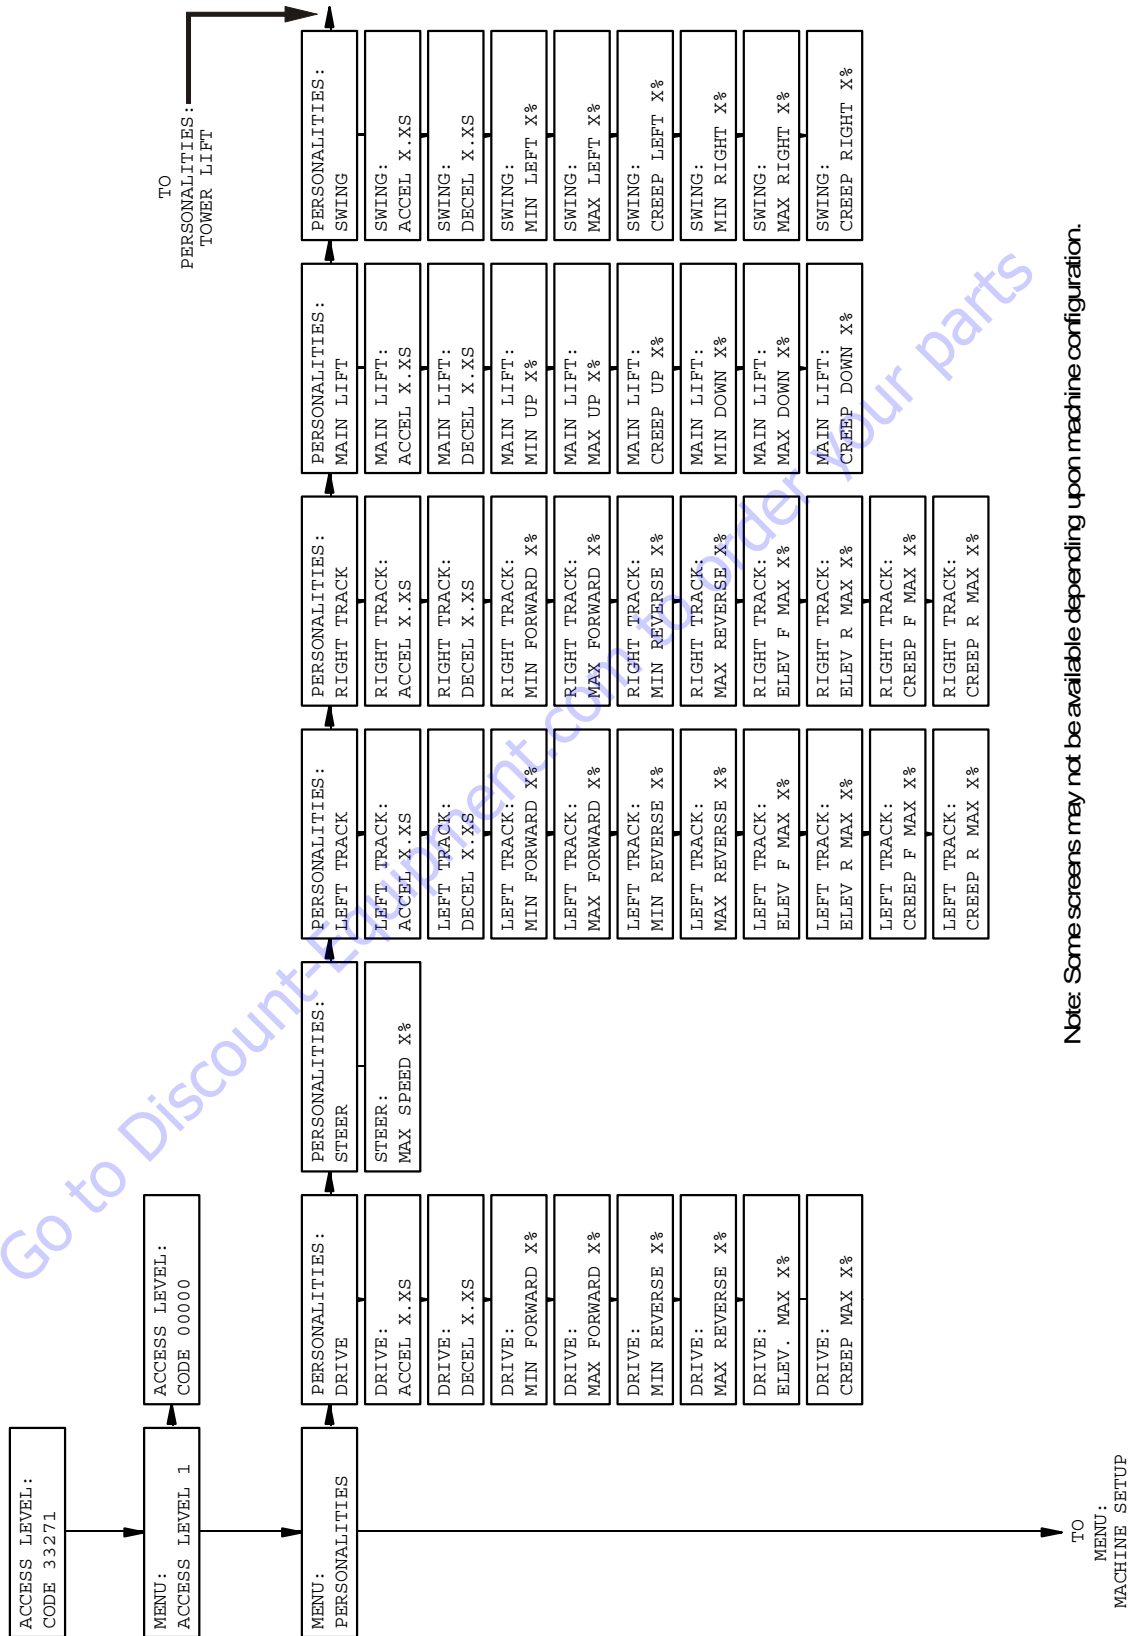 ACCESS LEVEL:
CODE 33271
MENU:
ACCESS LEVEL 1
ACCESS LEVEL:
CODE 00000
MENU:
PERSONALITIES
TO
MENU:
MACHINE SETUP
PERSONALITIES:
DRIVE
DRIVE:
ACCEL X.XS
DRIVE:
DECEL X.XS
DRIVE:
MIN FORWARD X%
DRIVE:
MAX FORWARD X%
DRIVE:
MIN REVERSE X%
DRIVE:
MAX REVERSE X%
DRIVE:
ELEV. MAX X%
DRIVE:
CREEP MAX X%
PERSONALITIES:
STEER
STEER:
MAX SPEED X%
PERSONALITIES:
LEFT TRACK
LEFT TRACK:
ACCEL X.XS
LEFT TRACK:
DECEL X.XS
LEFT TRACK:
MIN FORWARD X%
LEFT TRACK:
MAX FORWARD X%
LEFT TRACK:
MIN REVERSE X%
LEFT TRACK:
MAX REVERSE X%
LEFT TRACK:
ELEV F MAX X%
LEFT TRACK:
ELEV R MAX X%
LEFT TRACK:
CREEP F MAX X%
LEFT TRACK:
CREEP R MAX X%
PERSONALITIES:
RIGHT TRACK
RIGHT TRACK:
ACCEL X.XS
RIGHT TRACK:
DECEL X.XS
RIGHT TRACK:
MIN FORWARD X%
RIGHT TRACK:
MAX FORWARD X%
RIGHT TRACK:
MIN REVERSE X%
RIGHT TRACK:
MAX REVERSE X%
RIGHT TRACK:
ELEV F MAX X%
RIGHT TRACK:
ELEV R MAX X%
RIGHT TRACK:
CREEP F MAX X%
RIGHT TRACK:
CREEP R MAX X%
PERSONALITIES:
MAIN LIFT
MAIN LIFT:
ACCEL X.XS
MAIN LIFT:
DECEL X.XS
MAIN LIFT:
MIN UP X%
MAIN LIFT:
MAX UP X%
MAIN LIFT:
CREEP UP X%
MAIN LIFT:
MIN DOWN X%
MAIN LIFT:
MAX DOWN X%
MAIN LIFT:
CREEP DOWN X%
PERSONALITIES:
SWING
SWING:
ACCEL X.XS
SWING:
DECEL X.XS
SWING:
MIN LEFT X%
SWING:
MAX LEFT X%
SWING:
CREEP LEFT X%
SWING:
MIN RIGHT X%
SWING:
MAX RIGHT X%
SWING:
CREEP RIGHT X%
TO
PERSONALITIES:
TOWER LIFT
Note: Some screens may not be available depending upon machine configuration.
Go to Discount-Equipment.com to order your parts